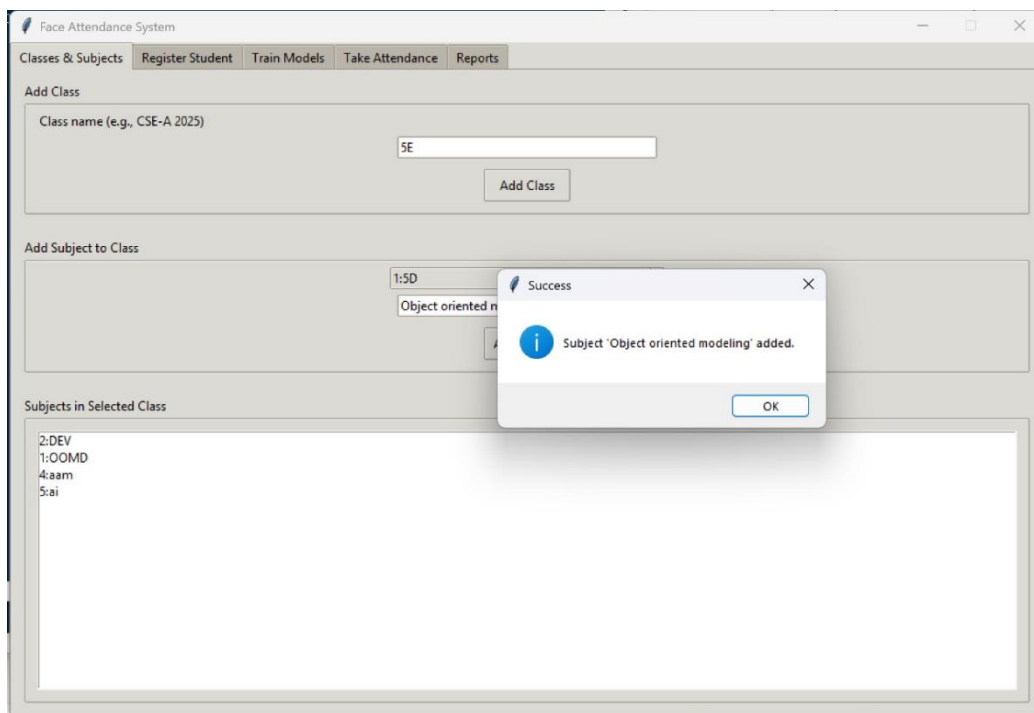 Face Attendance System
Classes & Subjects Register Student Train Models Take Attendance Reports
Add Class
Class name (e.g., CSE-A 2025)
5E
Add Class
Add Subject to Class
1:5D
Object oriented
Success
Subject 'Object oriented modeling' added.
OK
Subjects in Selected Class
2:DEV
1:OOMD
4:aam
5:ai